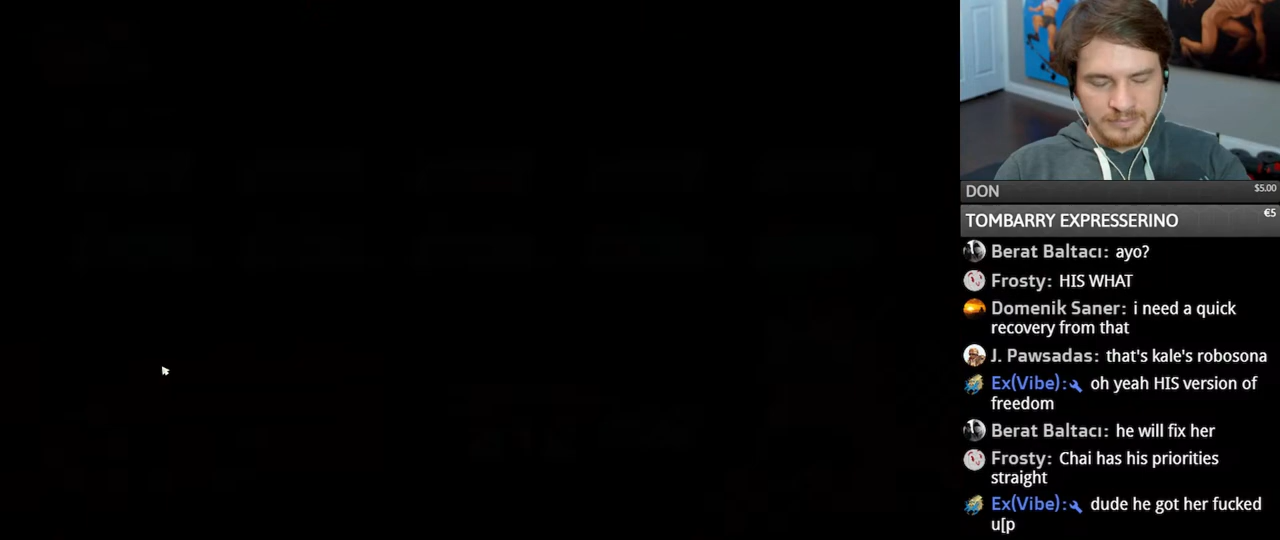 DON $5.00
TOMBARRY EXPRESSERINO €5
Berat Baltacı: ayo?
Frosty: HIS WHAT
Domenik Saner: i need a quick
recovery from that
J. Pawsadas: that's kale's robosona
Ex(Vibe): oh yeah HIS version of
freedom
Berat Baltacı: he will fix her
Frosty: Chai has his priorities
straight
Ex(Vibe): dude he got her fucked
u[p